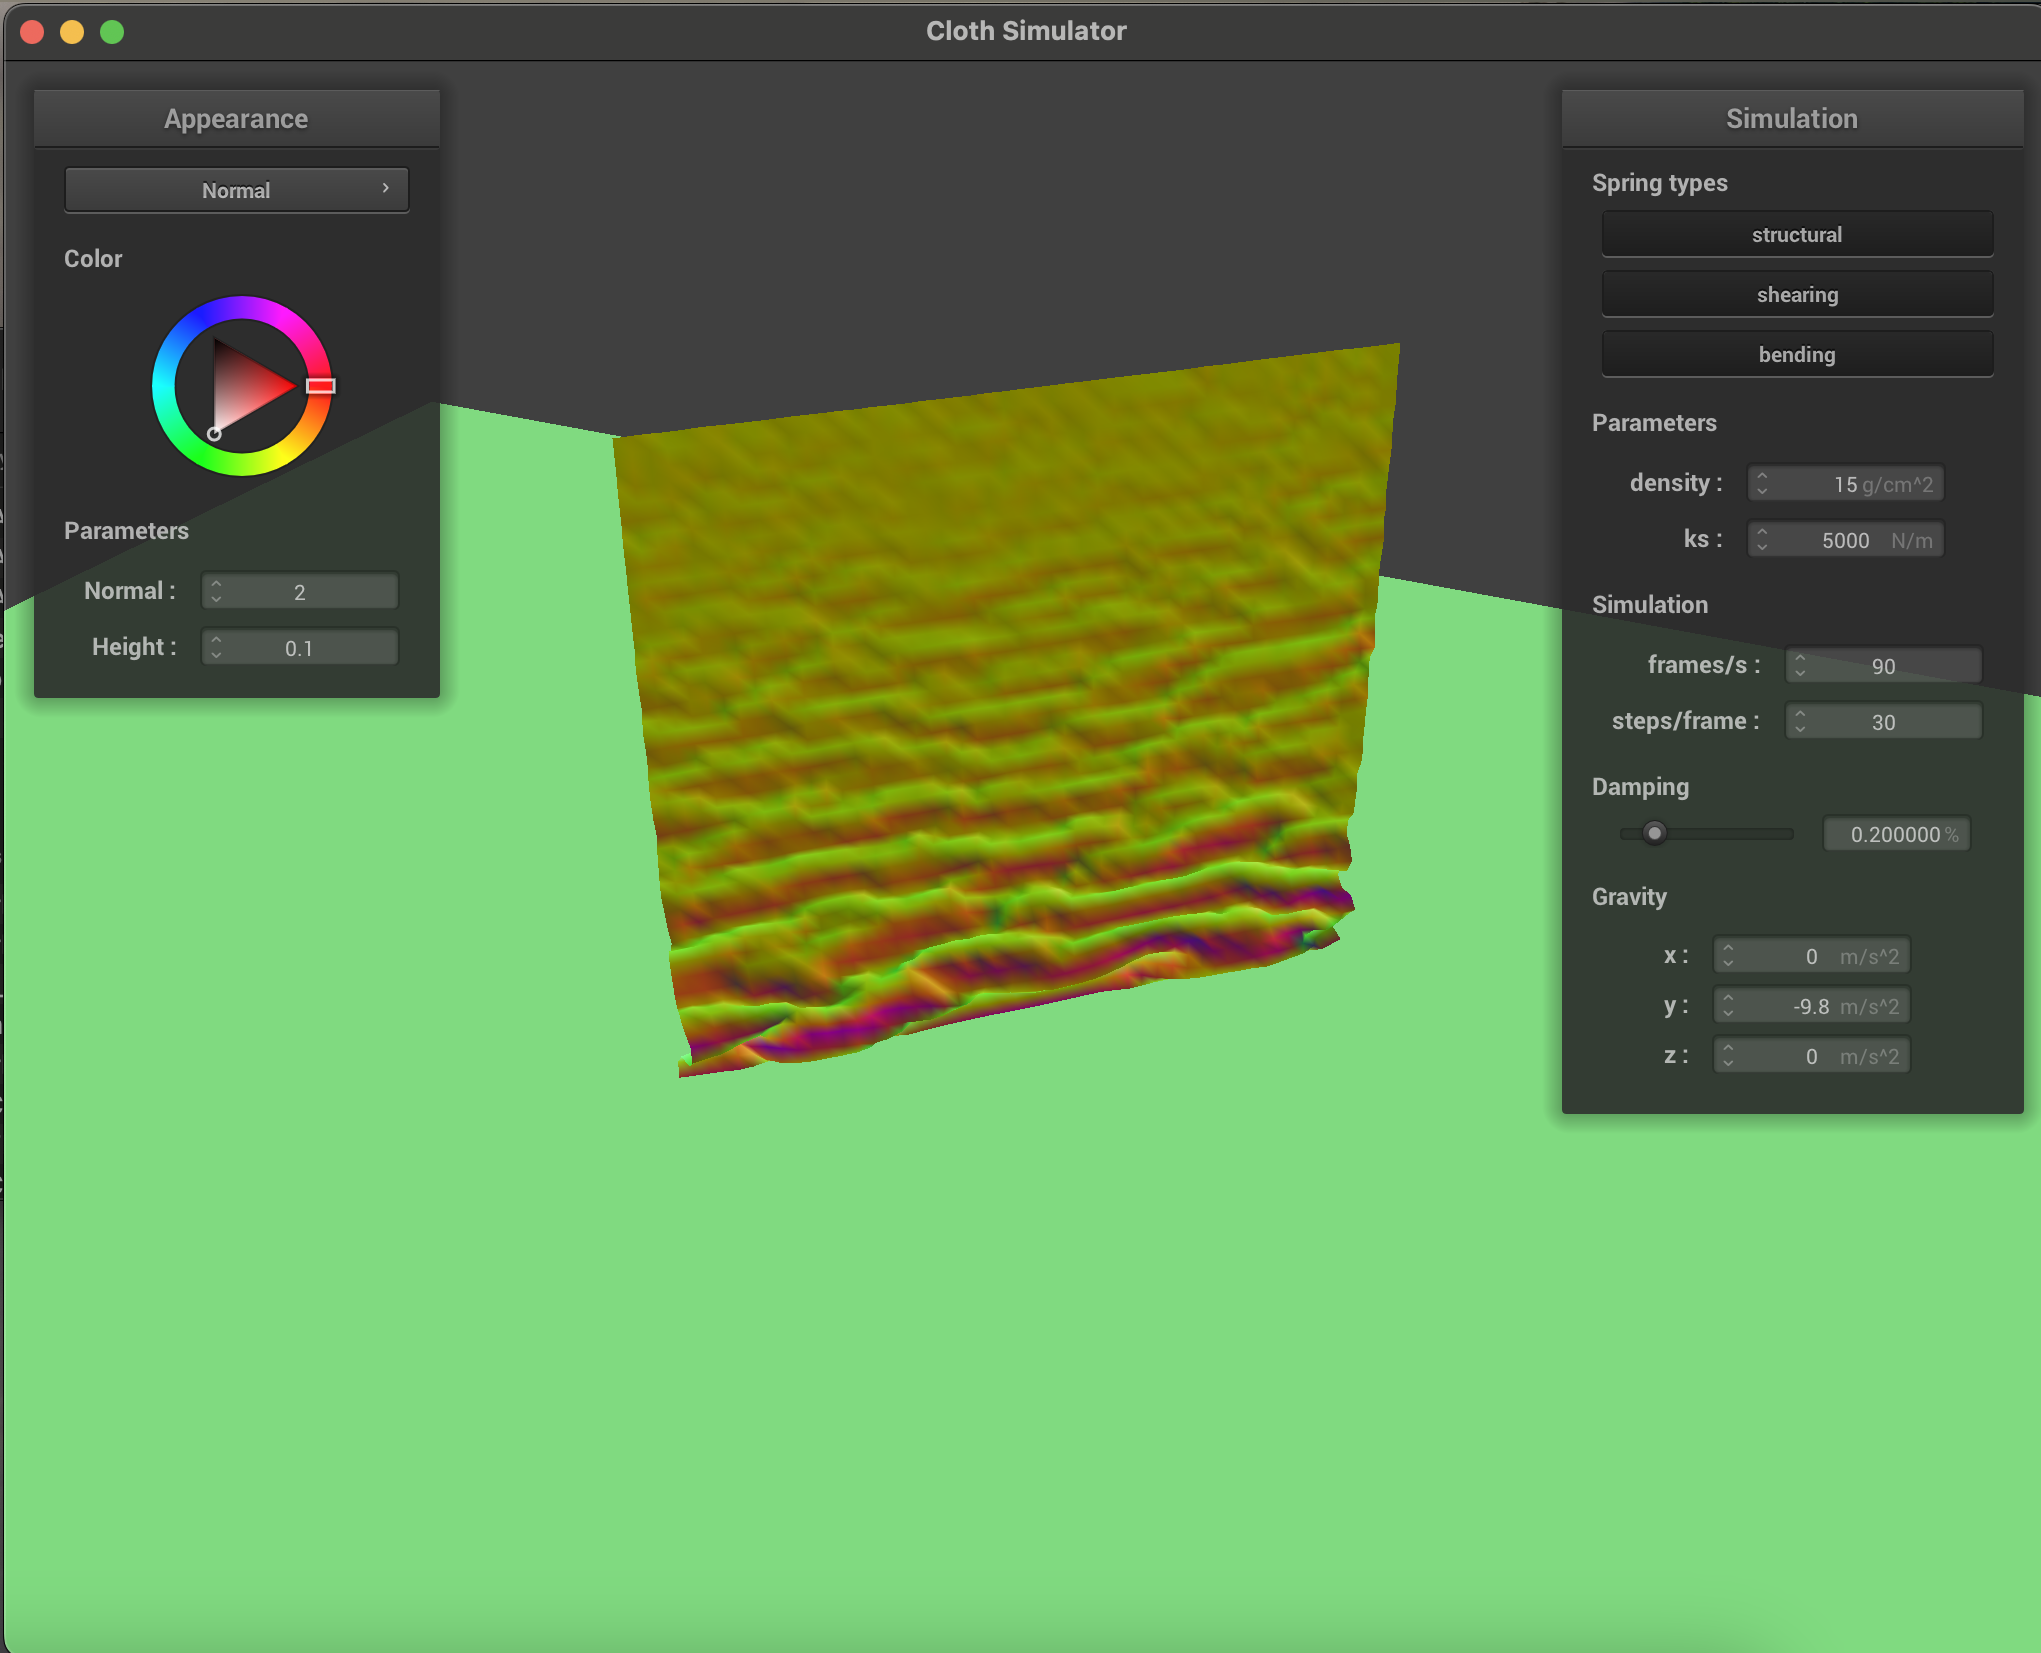 Cloth Simulator
Appearance
Normal
Color
Parameters
Normal : 2
Height : 0.1
Simulation
Spring types
structural
shearing
bending
Parameters
density : 15 g/cm^2
ks : 5000 N/m
Simulation
frames/s : 90
steps/frame : 30
Damping
0.200000 %
Gravity
x : 0 m/s^2
y : -9.8 m/s^2
z : 0 m/s^2